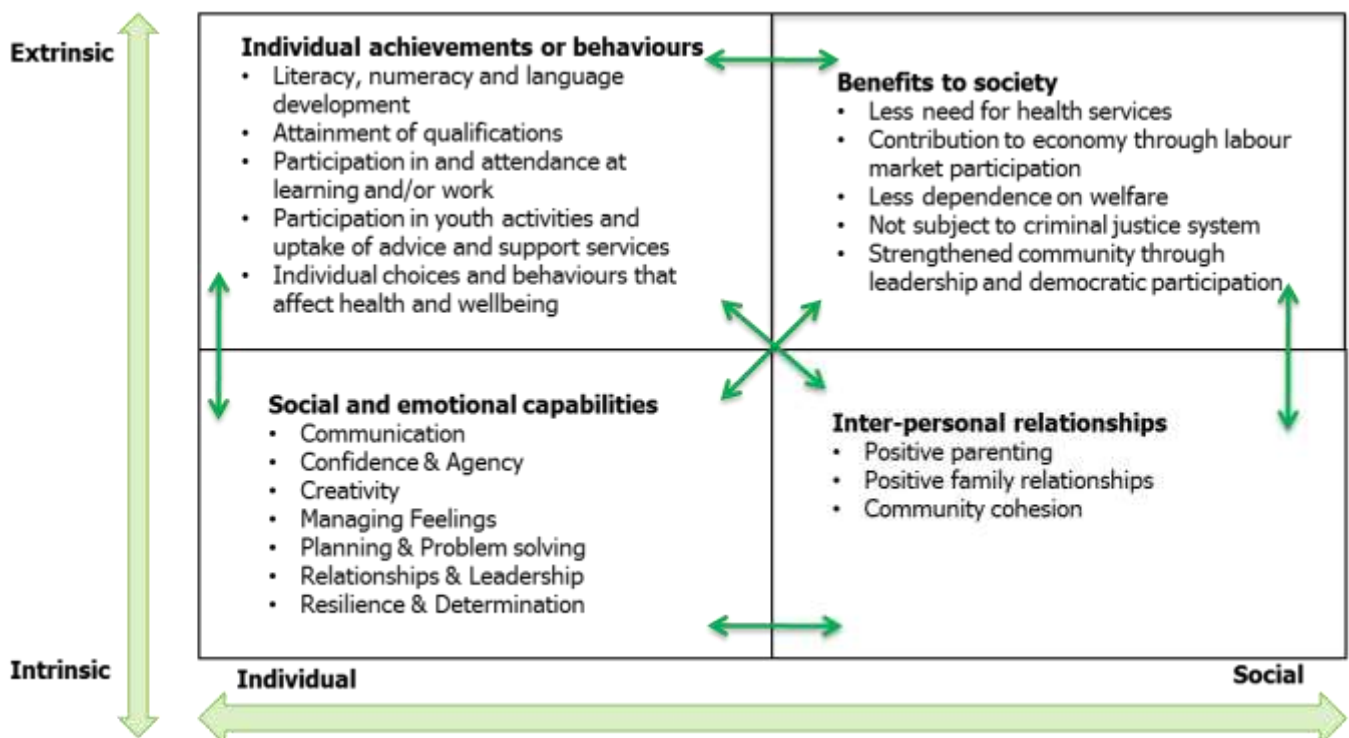 Extrinsic
Individual achievements or behaviours
• Literacy, numeracy and language
development
• Attainment of qualifications
• Participation in and attendance at
learning and/or work
• Participation in youth activities and
uptake of advice and support services
• Individual choices and behaviours that
affect health and wellbeing
Benefits to society
• Less need for health services
• Contribution to economy through labour
market participation
• Less dependence on welfare
• Not subject to criminal justice system
• Strengthened community through
leadership and democratic participation
Social and emotional capabilities
• Communication
• Confidence & Agency
• Creativity
• Managing Feelings
• Planning & Problem solving
• Relationships & Leadership
• Resilience & Determination
Inter-personal relationships
• Positive parenting
• Positive family relationships
• Community cohesion
Intrinsic
Individual
Social